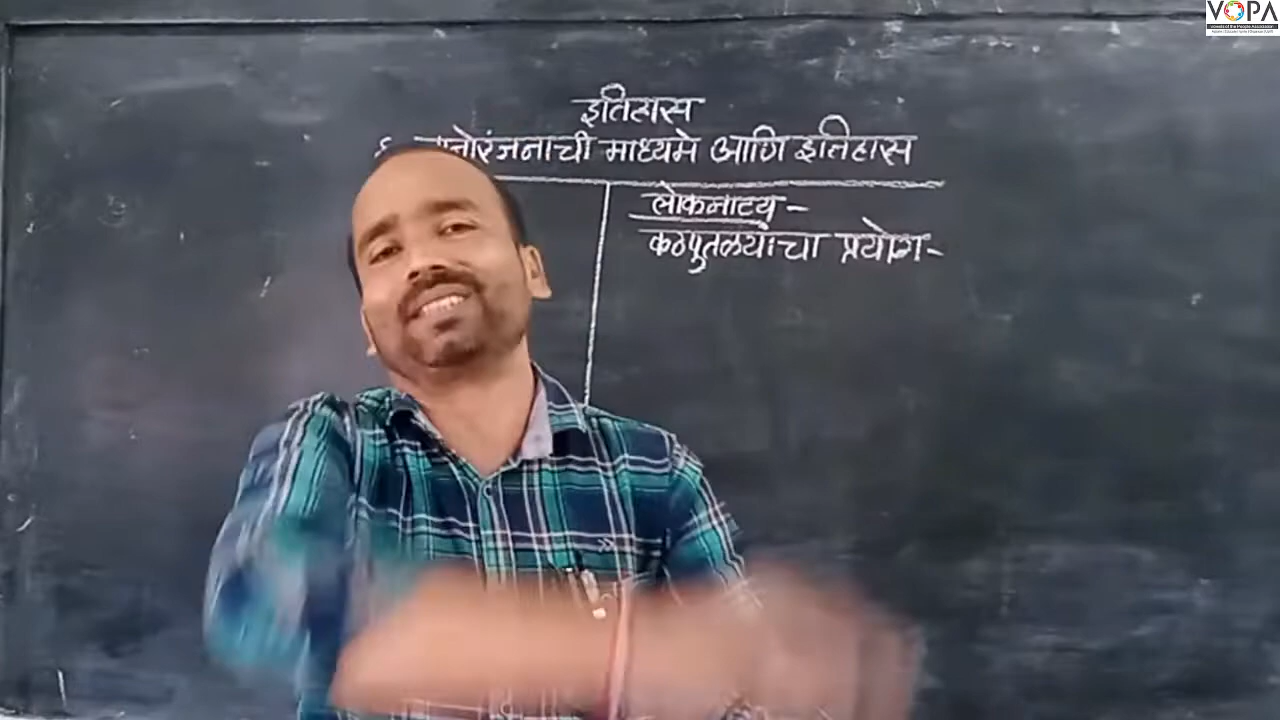 VOPA
इतिहास
मनोरंजनाची माध्यमे आणि इतिहास
लोकनाट्य -
कठपुतळ्यांचा प्रयोग -